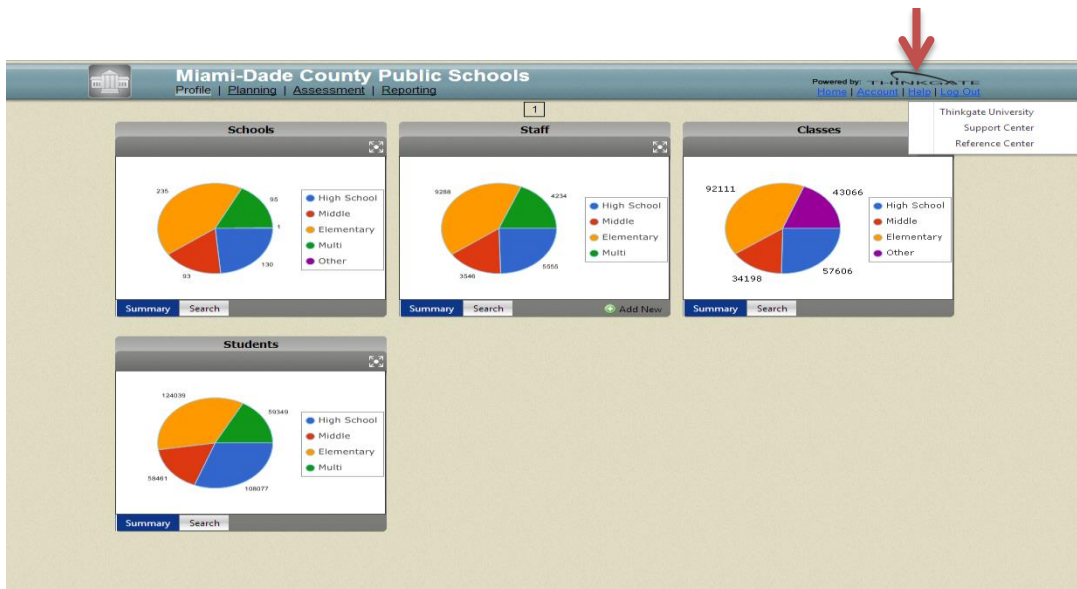 Miami-Dade County Public Schools
Profile | Planning | Assessment | Reporting
Powered by: THINKGATE
Home | Account | Help | Log Out
Thinkgate University
Support Center
Reference Center
1
Schools
235
95
1
130
93
High School
Middle
Elementary
Multi
Other
Summary Search
Staff
9288
4234
5555
3546
High School
Middle
Elementary
Multi
Summary Search Add New
Classes
92111
43066
57606
34198
High School
Middle
Elementary
Other
Summary Search
Students
124039
59349
108077
58461
High School
Middle
Elementary
Multi
Summary Search